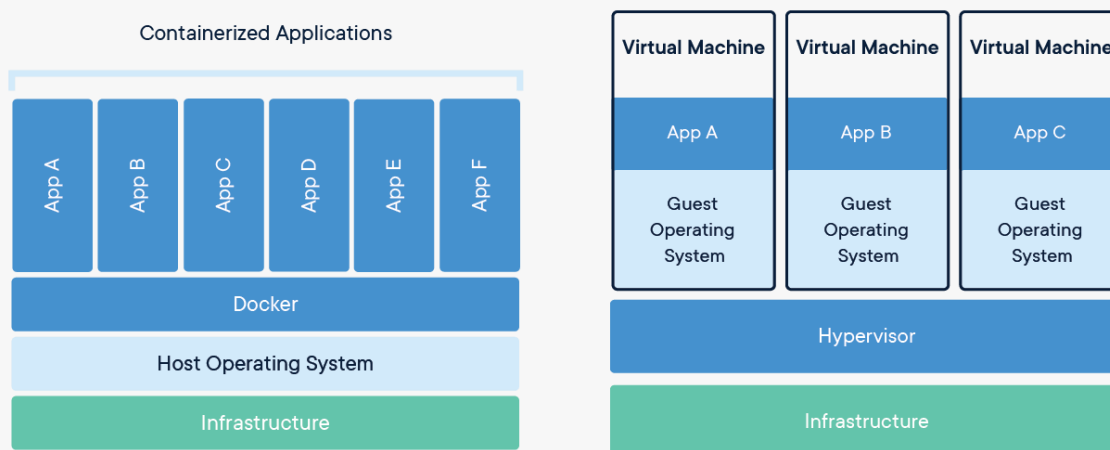 Containerized Applications
App A
App B
App C
App D
App E
App F
Docker
Host Operating System
Infrastructure
Virtual Machine
App A
Guest
Operating
System
Virtual Machine
App B
Guest
Operating
System
Virtual Machine
App C
Guest
Operating
System
Hypervisor
Infrastructure